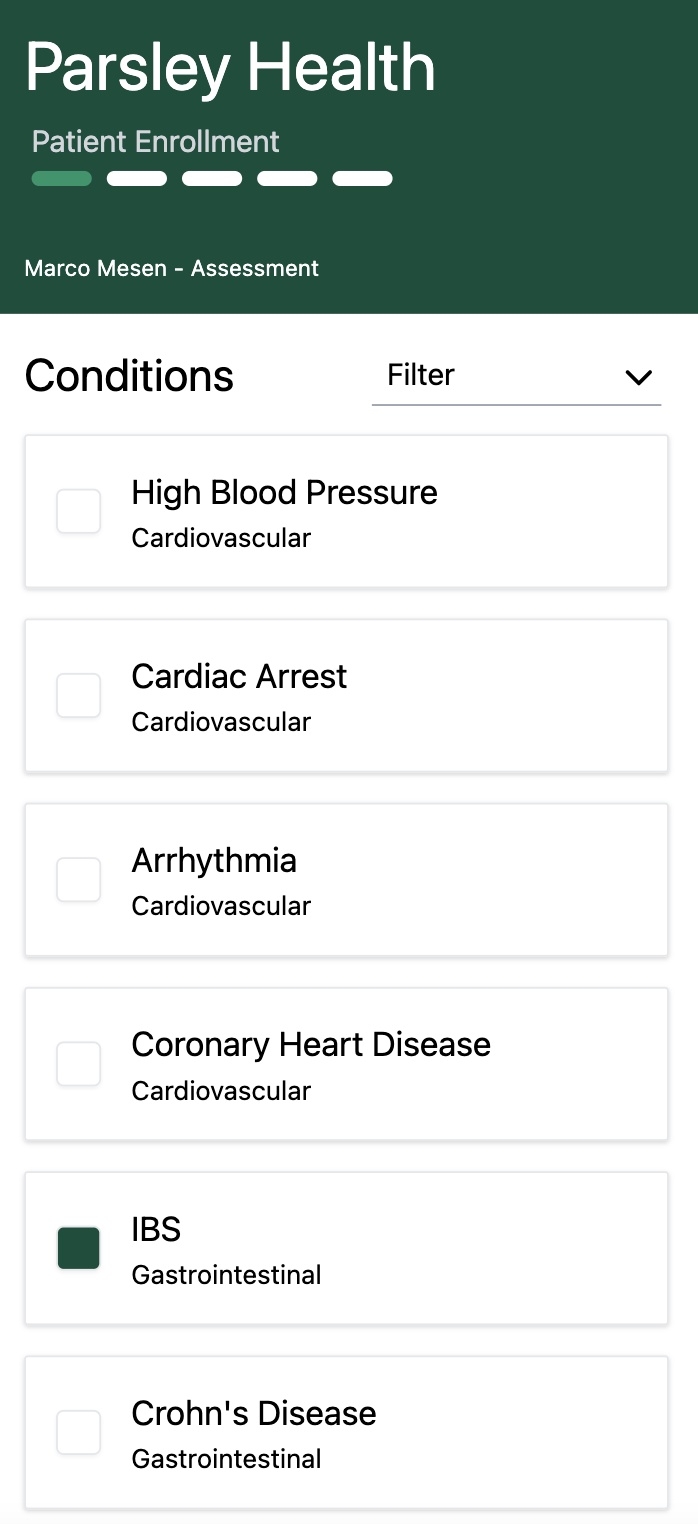 Parsley Health
Patient Enrollment
Marco Mesen - Assessment
Conditions
Filter
High Blood Pressure
Cardiovascular
Cardiac Arrest
Cardiovascular
Arrhythmia
Cardiovascular
Coronary Heart Disease
Cardiovascular
IBS
Gastrointestinal
Crohn's Disease
Gastrointestinal